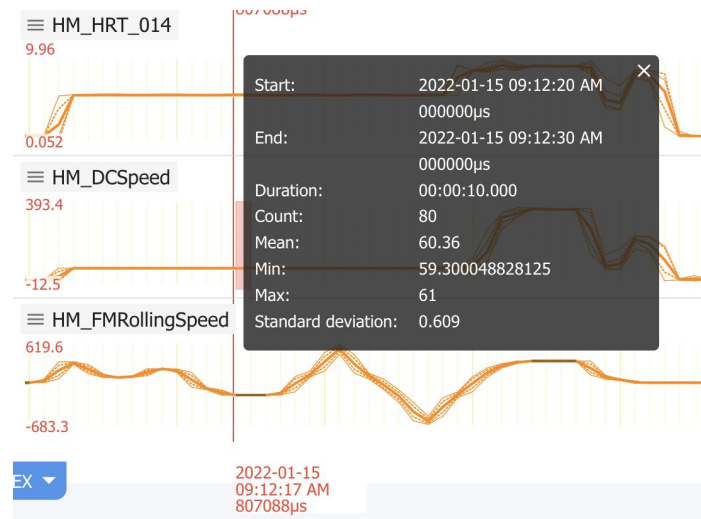 807088µs
HM_HRT_014
9.96
0.052
HM_DCSpeed
393.4
-12.5
HM_FMRollingSpeed
619.6
-683.3
Start: 2022-01-15 09:12:20 AM
000000µs
End: 2022-01-15 09:12:30 AM
000000µs
Duration: 00:00:10.000
Count: 80
Mean: 60.36
Min: 59.300048828125
Max: 61
Standard deviation: 0.609
EX
2022-01-15
09:12:17 AM
807088µs